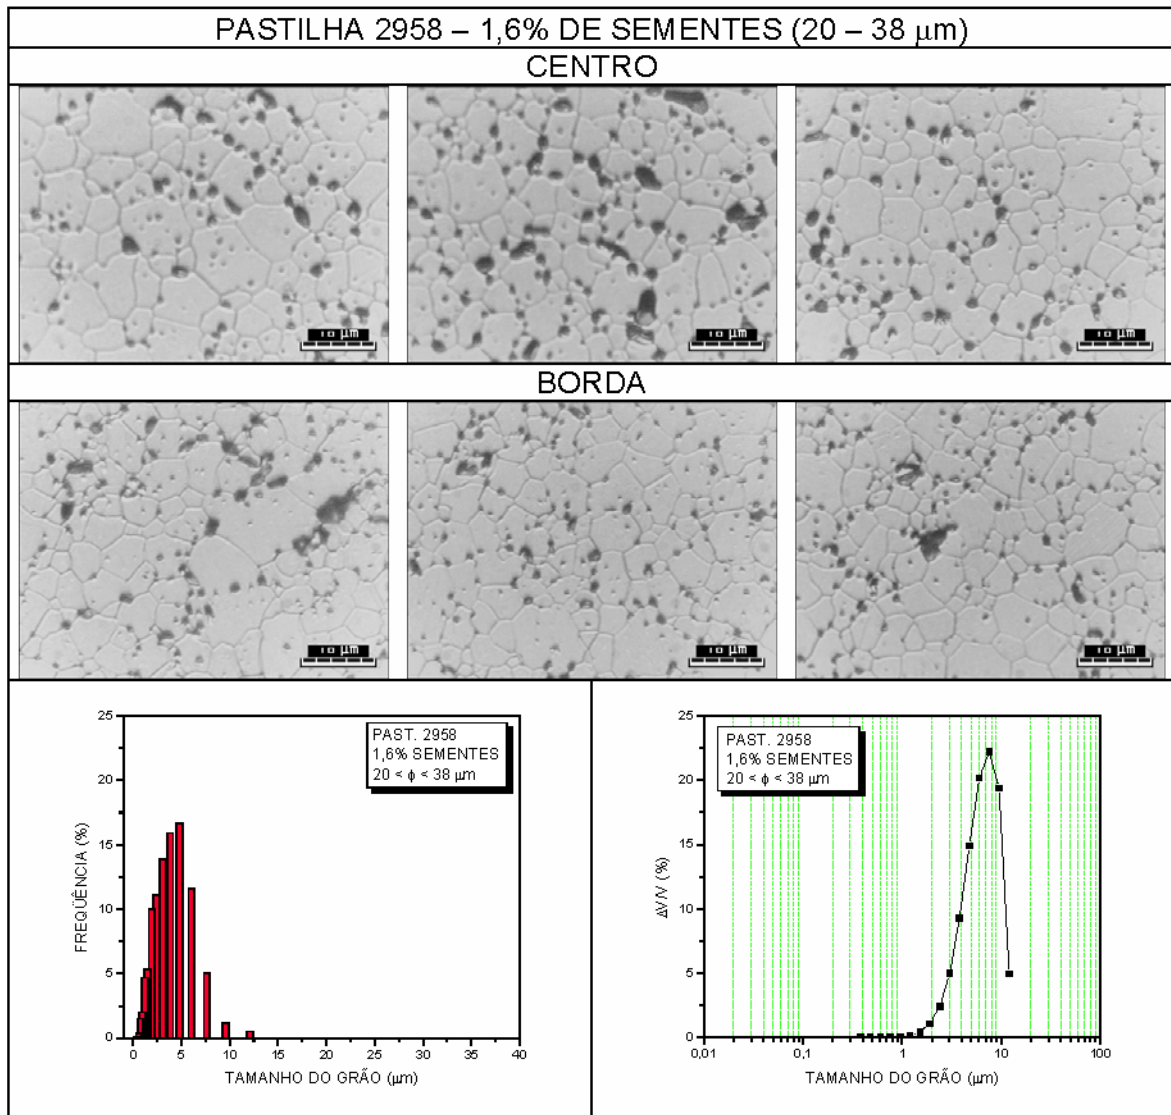 PASTILHA 2958 – 1,6% DE SEMENTES (20 – 38 µm)
CENTRO
10 µm
10 µm
10 µm
BORDA
10 µm
10 µm
10 µm
25
20
15
10
5
0
FREQÜÊNCIA (%)
PAST. 2958
1,6% SEMENTES
20 < ϕ < 38 µm
0 5 10 15 20 25 30 35 40
TAMANHO DO GRÃO (µm)
25
20
15
10
5
0
ΔV/V (%)
PAST. 2958
1,6% SEMENTES
20 < ϕ < 38 µm
0,01 0,1 1 10 100
TAMANHO DO GRÃO (µm)